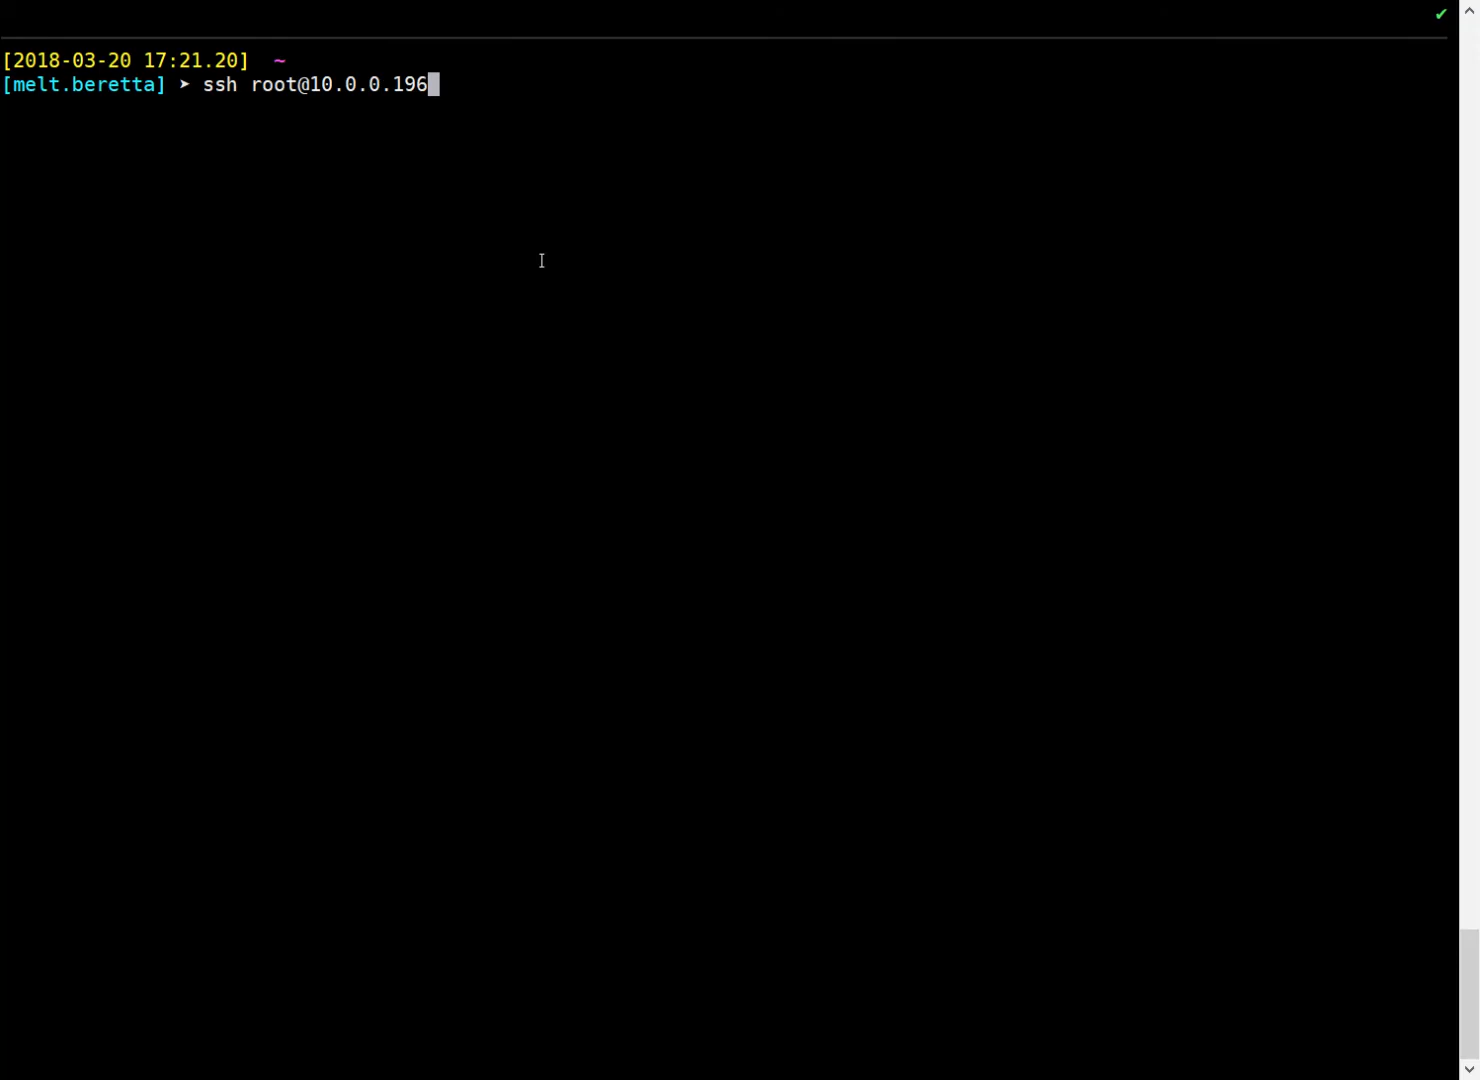 [2018-03-20 17:21.20] ~
[melt.beretta] ➤ ssh root@10.0.0.196